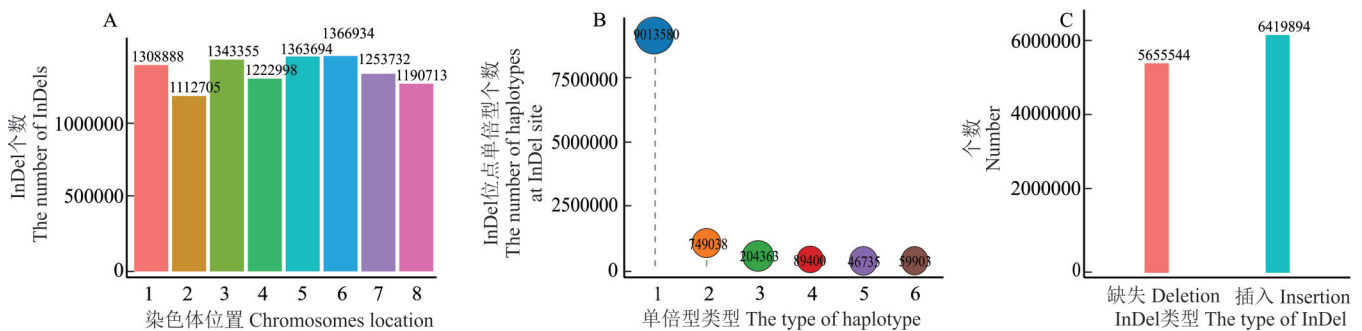 A
InDel个数
The number of InDels
1000000
500000
0
1308888
1112705
1343355
1222998
1363694
1366934
1253732
1190713
1 2 3 4 5 6 7 8
染色体位置 Chromosomes location
B
InDel位点单倍型个数
The number of haplotypes
at InDel site
7500000
5000000
2500000
0
9013580
749038
204363
89400
46735
59903
1 2 3 4 5 6
单倍型类型 The type of haplotype
C
个数
Number
6000000
4000000
2000000
0
5655544
6419894
缺失 Deletion 插入 Insertion
InDel类型 The type of InDel